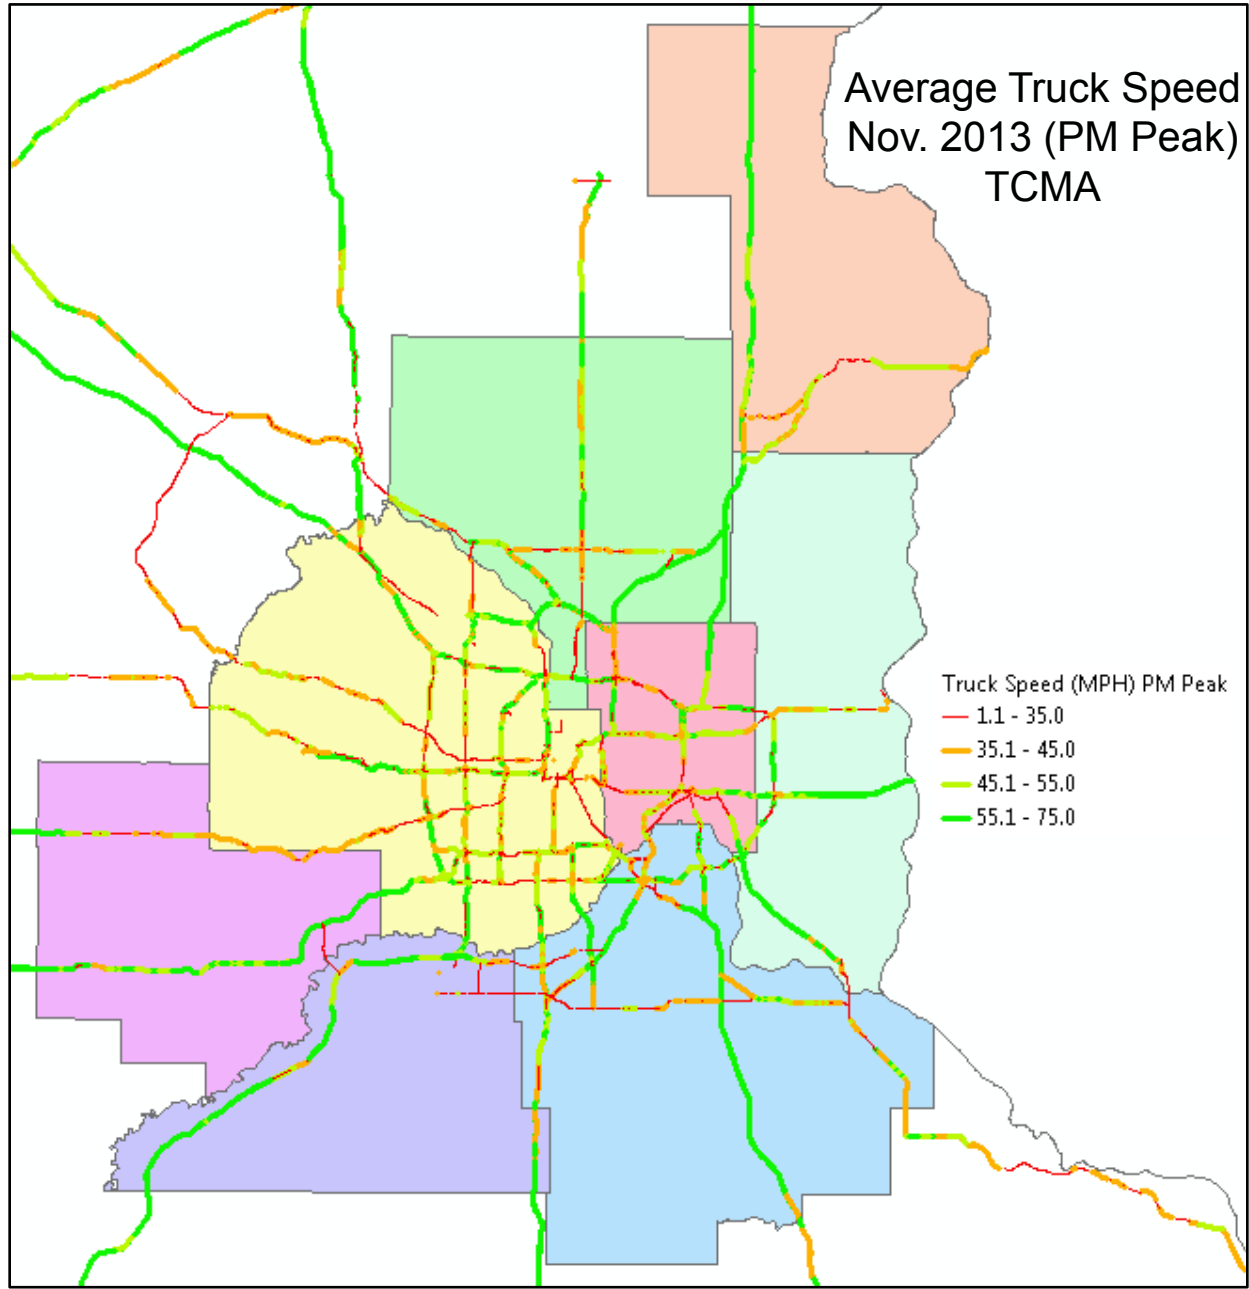 Average Truck Speed
Nov. 2013 (PM Peak)
TCMA
Truck Speed (MPH) PM Peak
1.1 - 35.0
35.1 - 45.0
45.1 - 55.0
55.1 - 75.0